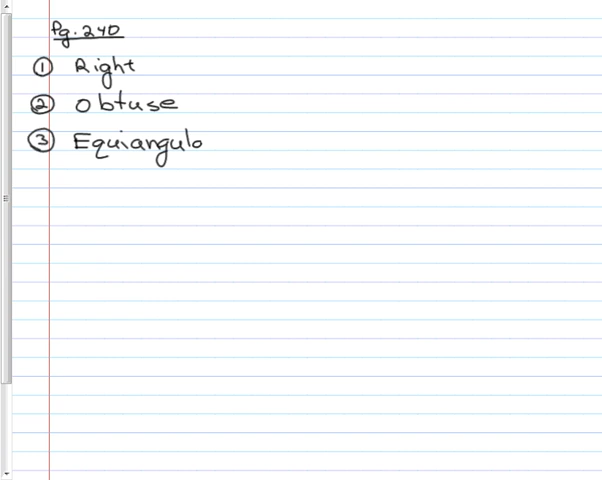 Pg. 240
① Right
② Obtuse
③ Equiangulo